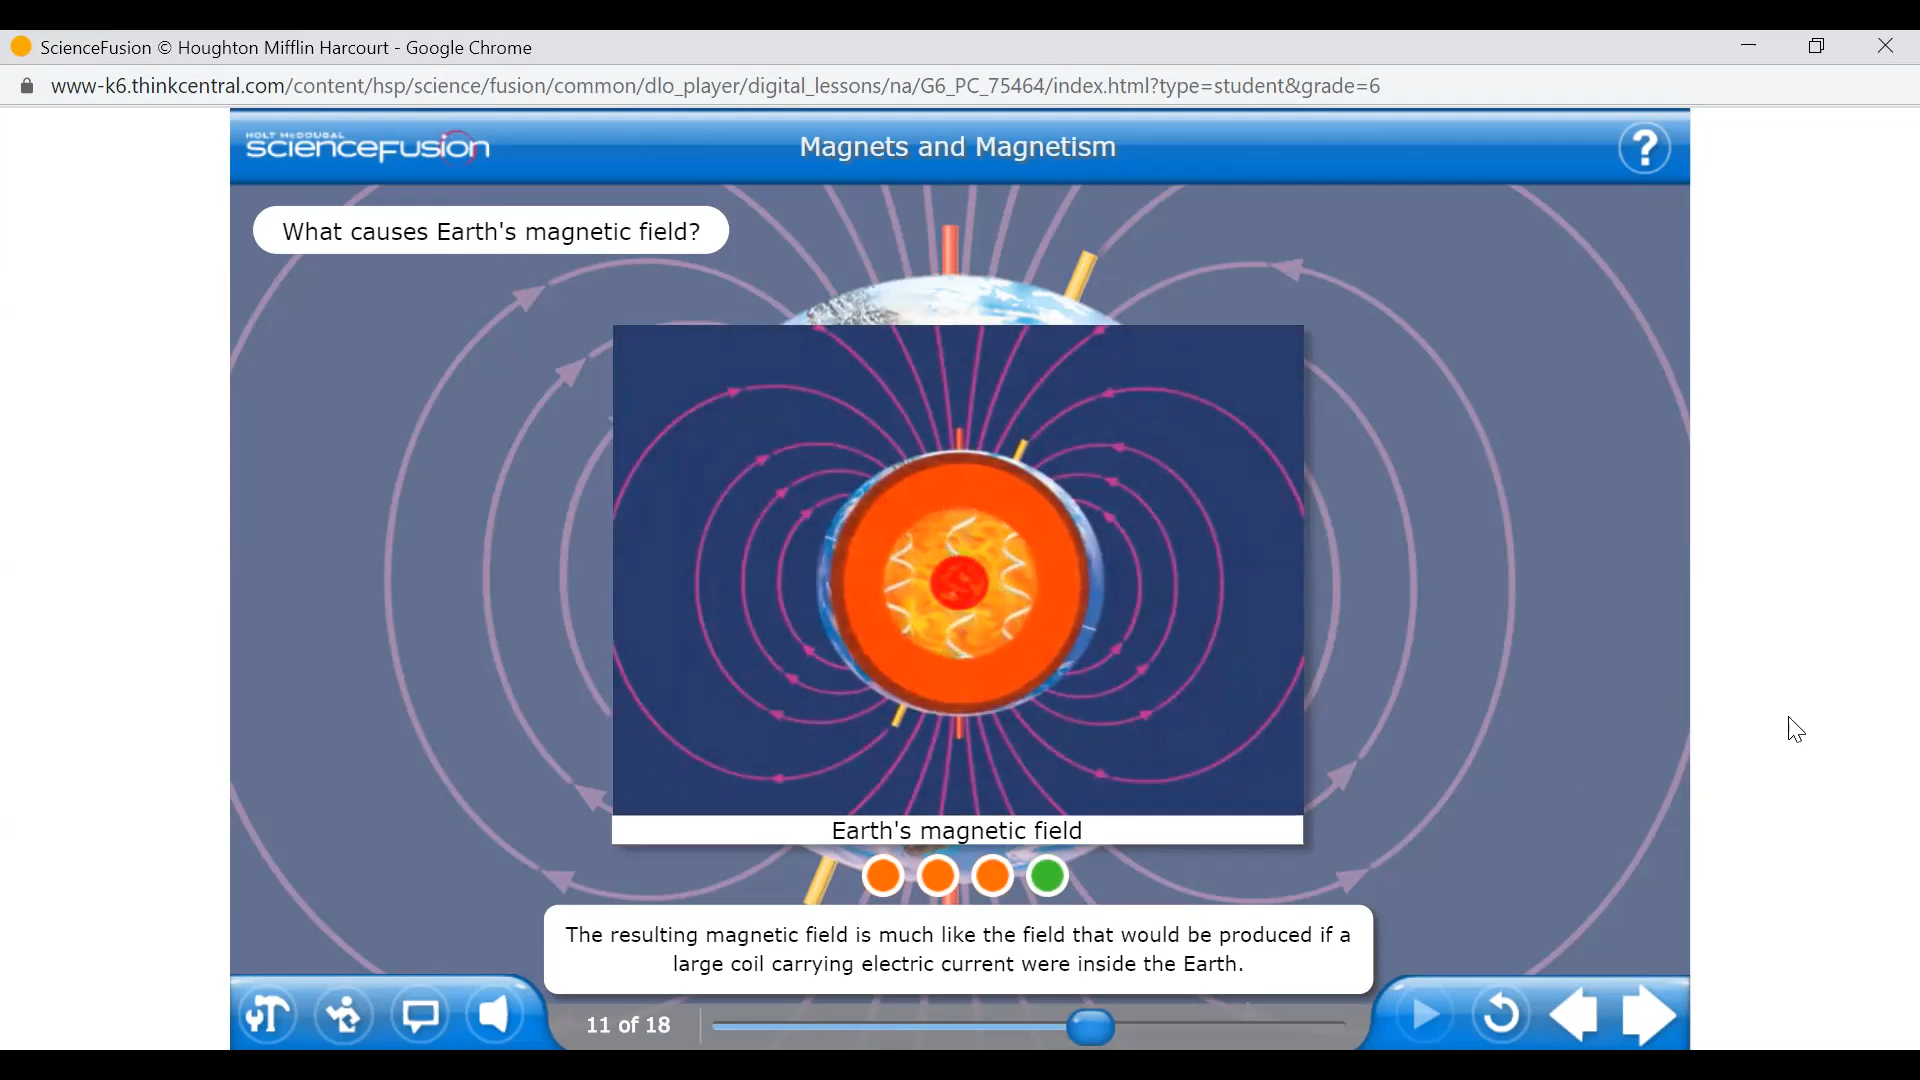 ScienceFusion © Houghton Mifflin Harcourt - Google Chrome
www-k6.thinkcentral.com/content/hsp/science/fusion/common/dlo_player/digital_lessons/na/G6_PC_75464/index.html?type=student&grade=6
HOLT McDOUGAL
scienceFusion
Magnets and Magnetism
?
What causes Earth's magnetic field?
Earth's magnetic field
The resulting magnetic field is much like the field that would be produced if a
large coil carrying electric current were inside the Earth.
11 of 18